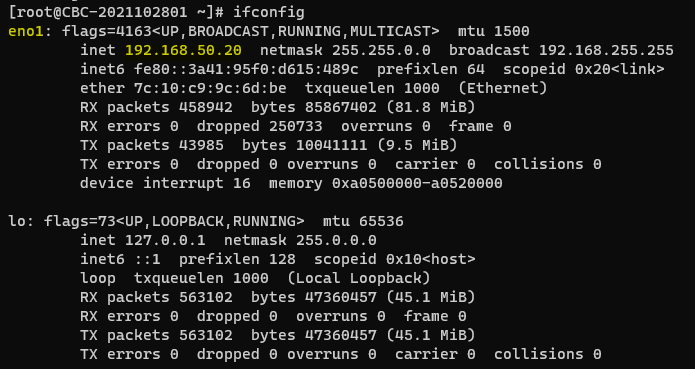 [root@CBC-2021102801 ~]# ifconfig
eno1: flags=4163<UP,BROADCAST,RUNNING,MULTICAST>  mtu 1500
        inet 192.168.50.20  netmask 255.255.0.0  broadcast 192.168.255.255
        inet6 fe80::3a41:95f0:d615:489c  prefixlen 64  scopeid 0x20<link>
        ether 7c:10:c9:9c:6d:be  txqueuelen 1000  (Ethernet)
        RX packets 458942  bytes 85867402 (81.8 MiB)
        RX errors 0  dropped 250733  overruns 0  frame 0
        TX packets 43985  bytes 10041111 (9.5 MiB)
        TX errors 0  dropped 0 overruns 0  carrier 0  collisions 0
        device interrupt 16  memory 0xa0500000-a0520000

lo: flags=73<UP,LOOPBACK,RUNNING>  mtu 65536
        inet 127.0.0.1  netmask 255.0.0.0
        inet6 ::1  prefixlen 128  scopeid 0x10<host>
        loop  txqueuelen 1000  (Local Loopback)
        RX packets 563102  bytes 47360457 (45.1 MiB)
        RX errors 0  dropped 0  overruns 0  frame 0
        TX packets 563102  bytes 47360457 (45.1 MiB)
        TX errors 0  dropped 0 overruns 0  carrier 0  collisions 0